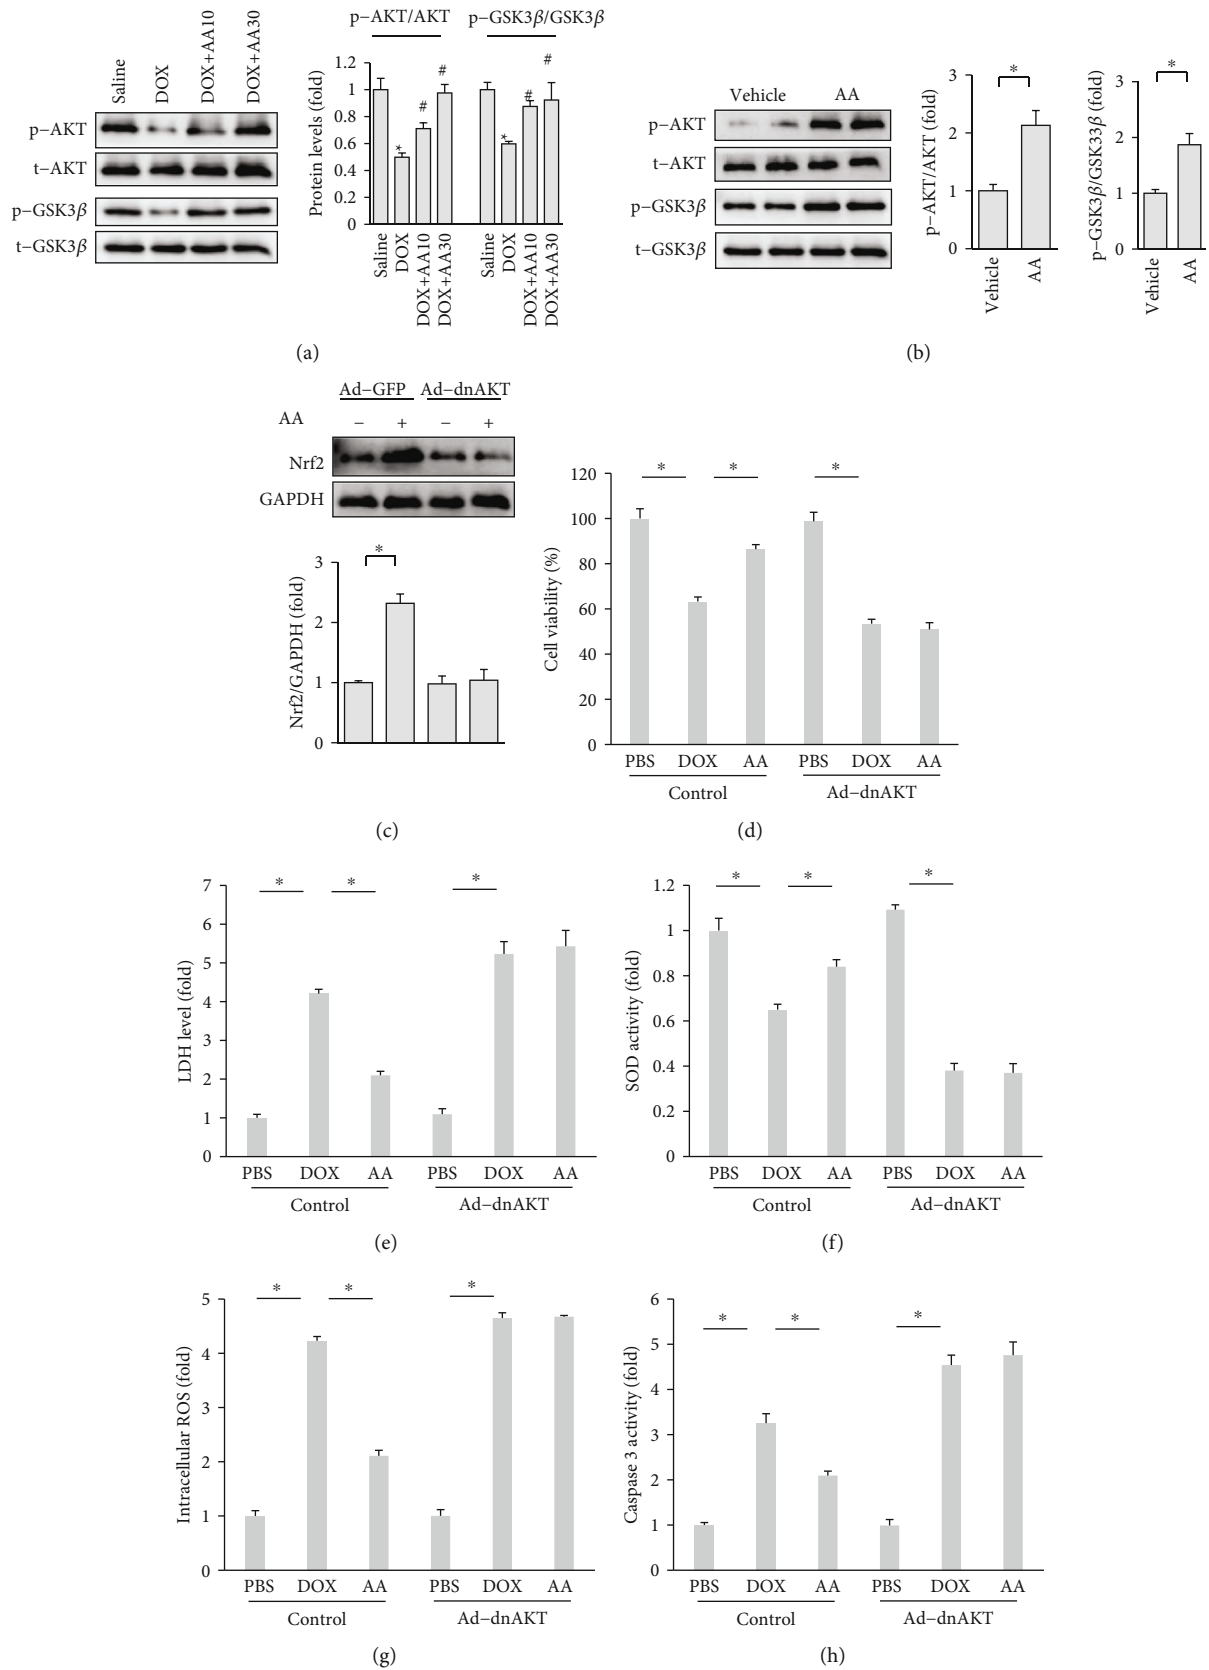 p−AKT/AKT
p−GSK3β/GSK3β
Saline
DOX
DOX+AA10
DOX+AA30
p−AKT
t−AKT
p−GSK3β
t−GSK3β
Protein levels (fold)
1.2
1
0.8
0.6
0.4
0.2
0
*
#
#
*
#
#
Saline
DOX
DOX+AA10
DOX+AA30
Saline
DOX
DOX+AA10
DOX+AA30
(a)
Vehicle AA
p−AKT
t−AKT
p−GSK3β
t−GSK3β
p−AKT/AKT (fold)
3
2
1
0
*
Vehicle
AA
p−GSK3β/GSK33β (fold)
3
2
1
0
*
Vehicle
AA
(b)
Ad−GFP Ad−dnAKT
AA − + − +
Nrf2
GAPDH
Nrf2/GAPDH (fold)
3
2
1
0
*
(c)
Cell viability (%)
120
100
80
60
40
20
0
* * *
PBS DOX AA PBS DOX AA
Control Ad−dnAKT
(d)
LDH level (fold)
7
6
5
4
3
2
1
0
* * *
PBS DOX AA PBS DOX AA
Control Ad−dnAKT
(e)
SOD activity (fold)
1.2
1
0.8
0.6
0.4
0.2
0
* * *
PBS DOX AA PBS DOX AA
Control Ad−dnAKT
(f)
Intracellular ROS (fold)
5
4
3
2
1
0
* * *
PBS DOX AA PBS DOX AA
Control Ad−dnAKT
(g)
Caspase 3 activity (fold)
6
5
4
3
2
1
0
* * *
PBS DOX AA PBS DOX AA
Control Ad−dnAKT
(h)